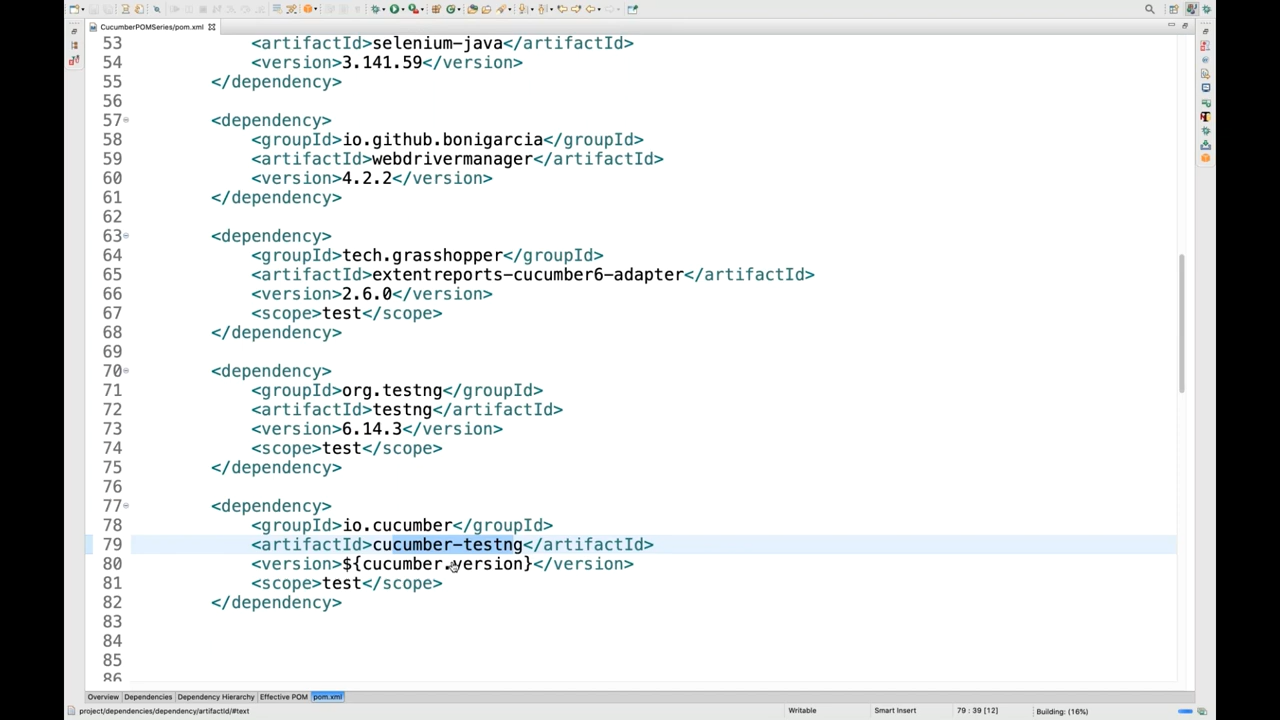 CucumberPOMSeries/pom.xml
53 <artifactId>selenium-java</artifactId>
54 <version>3.141.59</version>
55 </dependency>
56
57 <dependency>
58 <groupId>io.github.bonigarcia</groupId>
59 <artifactId>webdrivermanager</artifactId>
60 <version>4.2.2</version>
61 </dependency>
62
63 <dependency>
64 <groupId>tech.grasshopper</groupId>
65 <artifactId>extentreports-cucumber6-adapter</artifactId>
66 <version>2.6.0</version>
67 <scope>test</scope>
68 </dependency>
69
70 <dependency>
71 <groupId>org.testng</groupId>
72 <artifactId>testng</artifactId>
73 <version>6.14.3</version>
74 <scope>test</scope>
75 </dependency>
76
77 <dependency>
78 <groupId>io.cucumber</groupId>
79 <artifactId>cucumber-testng</artifactId>
80 <version>${cucumber.version}</version>
81 <scope>test</scope>
82 </dependency>
83
84
85
86
Overview Dependencies Dependency Hierarchy Effective POM pom.xml
project/dependencies/dependency/artifactId/#text Writable Smart Insert 79 : 39 [12] Building: (16%)